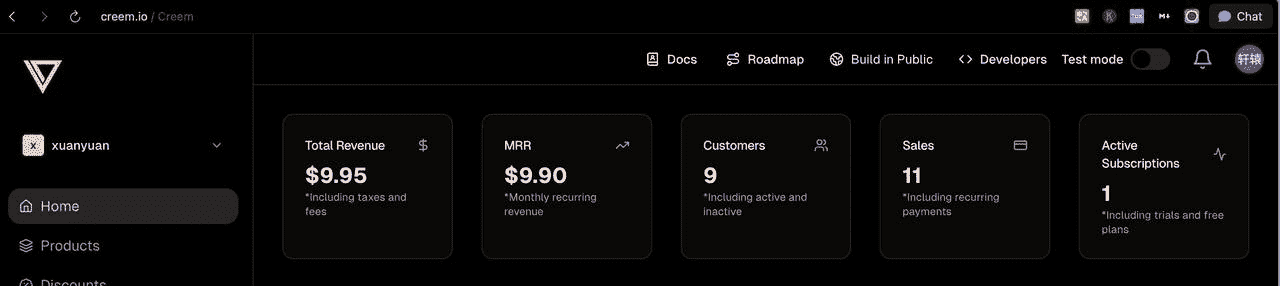 creem.io / Creem
Chat
Docs
Roadmap
Build in Public
Developers
Test mode
轩辕
X
xuanyuan
Home
Products
Discounts
Total Revenue
$9.95
*Including taxes and
fees
MRR
$9.90
*Monthly recurring
revenue
Customers
9
*Including active and
inactive
Sales
11
*Including recurring
payments
Active
Subscriptions
1
*Including trials and free
plans